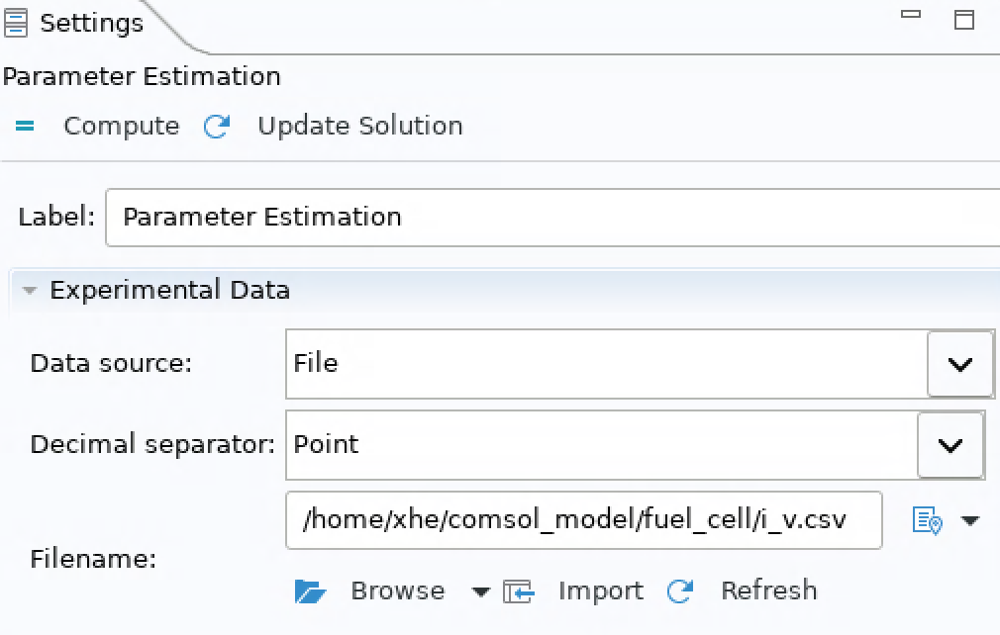 Settings
Parameter Estimation
Compute Update Solution
Label: Parameter Estimation
Experimental Data
Data source: File
Decimal separator: Point
Filename: /home/xhe/comsol_model/fuel_cell/i_v.csv
Browse Import Refresh